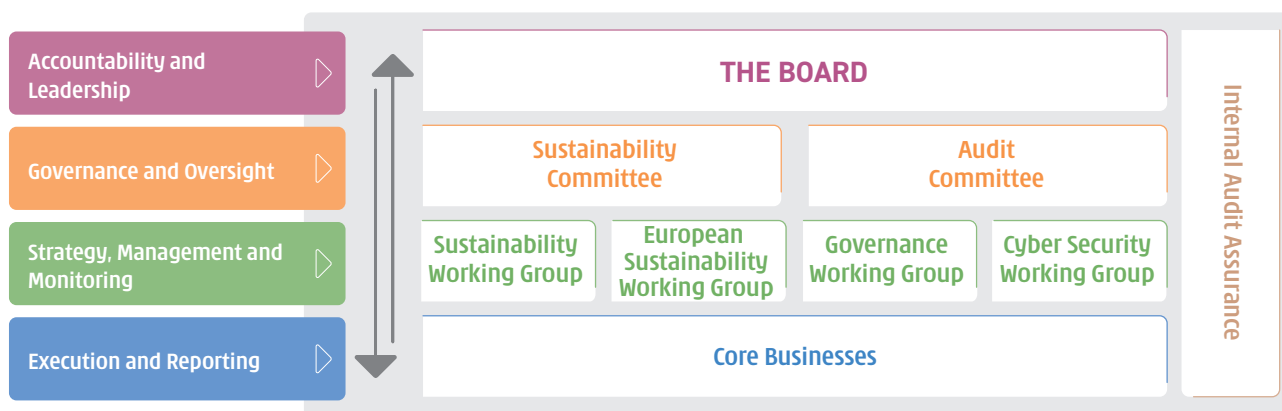 Accountability and
Leadership
THE BOARD
Governance and Oversight
Sustainability
Committee
Audit
Committee
Strategy, Management and
Monitoring
Sustainability
Working Group
European
Sustainability
Working Group
Governance
Working Group
Cyber Security
Working Group
Execution and Reporting
Core Businesses
Internal Audit Assurance